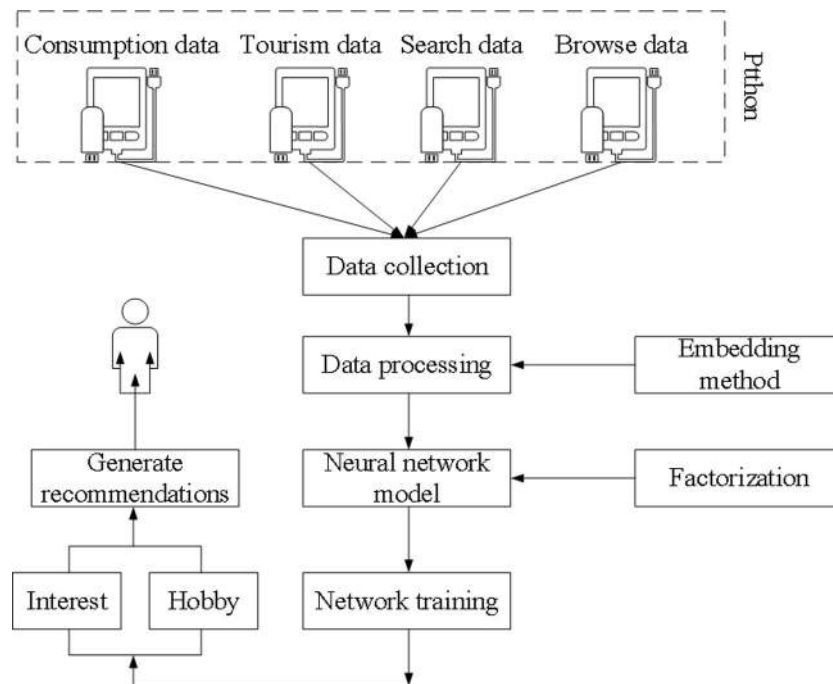 Consumption data
Tourism data
Search data
Browse data
Ptthon
Data collection
Data processing
Embedding
method
Generate
recommendations
Neural network
model
Factorization
Interest
Hobby
Network training